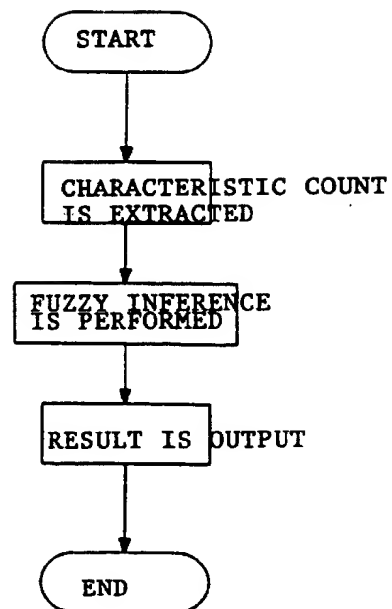 START
CHARACTERISTIC COUNT
IS EXTRACTED
FUZZY INFERENCE
IS PERFORMED
RESULT IS OUTPUT
END